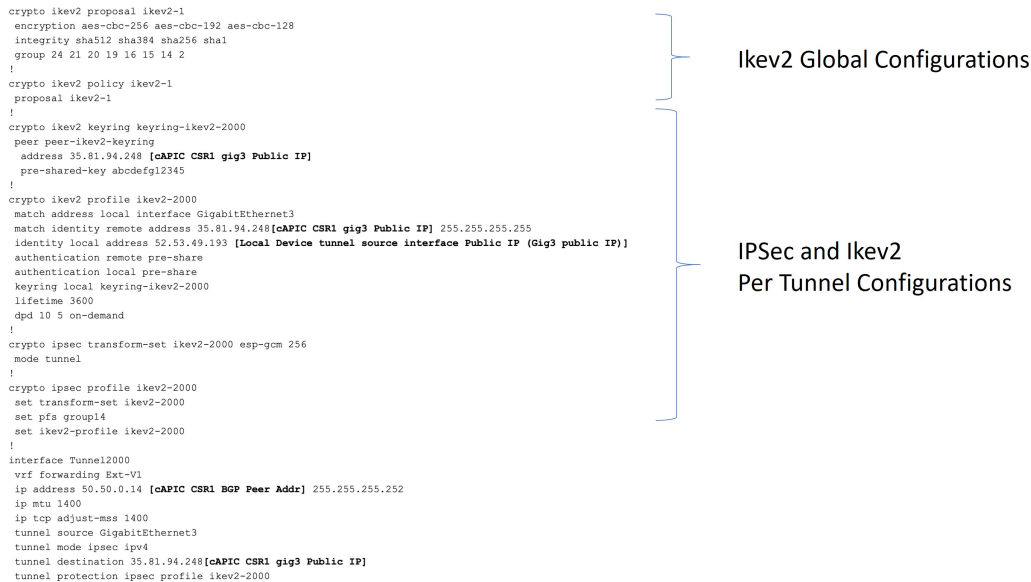 crypto ikev2 proposal ikev2-1
encryption aes-cbc-256 aes-cbc-192 aes-cbc-128
integrity sha512 sha384 sha256 sha1
group 24 21 20 19 16 15 14 2
!
crypto ikev2 policy ikev2-1
proposal ikev2-1
!
Ikev2 Global Configurations
crypto ikev2 keyring keyring-ikev2-2000
peer peer-ikev2-keyring
address 35.81.94.248 [cAPIC CSR1 gig3 Public IP]
pre-shared-key abcdefg12345
!
crypto ikev2 profile ikev2-2000
match address local interface GigabitEthernet3
match identity remote address 35.81.94.248[cAPIC CSR1 gig3 Public IP] 255.255.255.255
identity local address 52.53.49.193 [Local Device tunnel source interface Public IP (Gig3 public IP)]
authentication remote pre-share
authentication local pre-share
keyring local keyring-ikev2-2000
lifetime 3600
dpd 10 5 on-demand
!
crypto ipsec transform-set ikev2-2000 esp-gcm 256
mode tunnel
!
crypto ipsec profile ikev2-2000
set transform-set ikev2-2000
set pfs group14
set ikev2-profile ikev2-2000
!
IPSec and Ikev2
Per Tunnel Configurations
interface Tunnel2000
vrf forwarding Ext-V1
ip address 50.50.0.14 [cAPIC CSR1 BGP Peer Addr] 255.255.255.252
ip mtu 1400
ip tcp adjust-mss 1400
tunnel source GigabitEthernet3
tunnel mode ipsec ipv4
tunnel destination 35.81.94.248[cAPIC CSR1 gig3 Public IP]
tunnel protection ipsec profile ikev2-2000